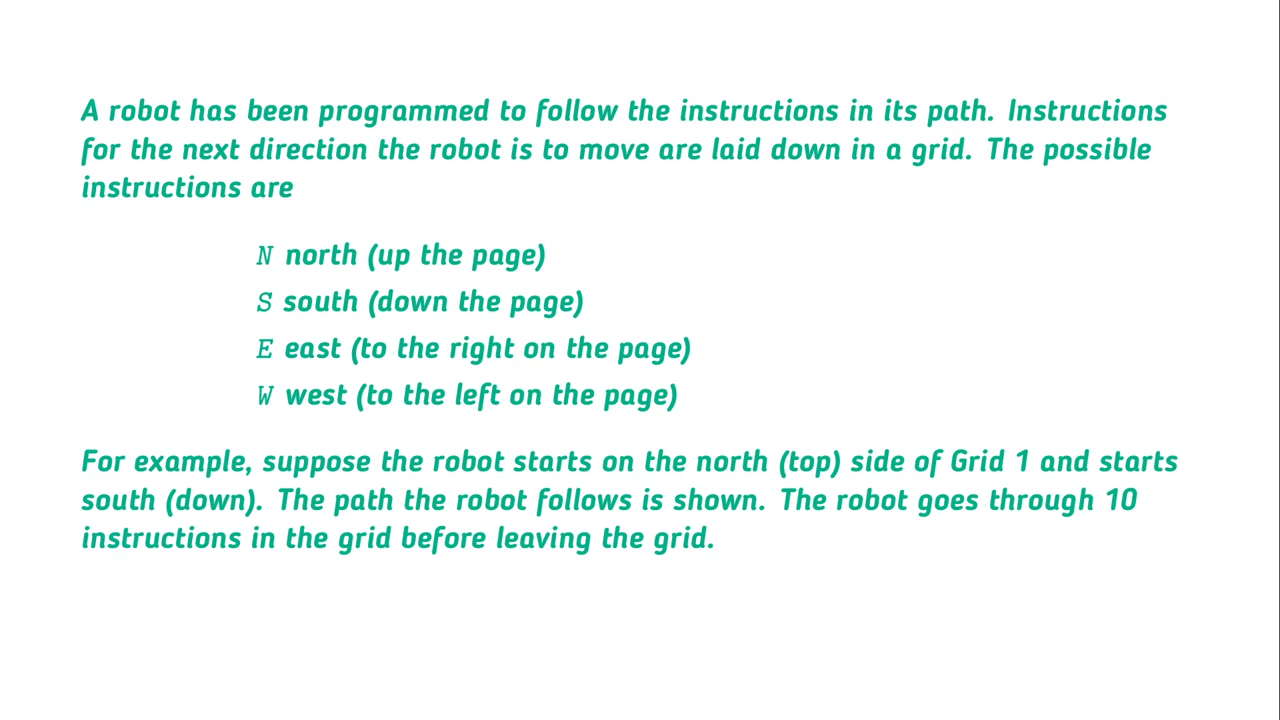 A robot has been programmed to follow the instructions in its path. Instructions
for the next direction the robot is to move are laid down in a grid. The possible
instructions are
N north (up the page)
S south (down the page)
E east (to the right on the page)
W west (to the left on the page)
For example, suppose the robot starts on the north (top) side of Grid 1 and starts
south (down). The path the robot follows is shown. The robot goes through 10
instructions in the grid before leaving the grid.